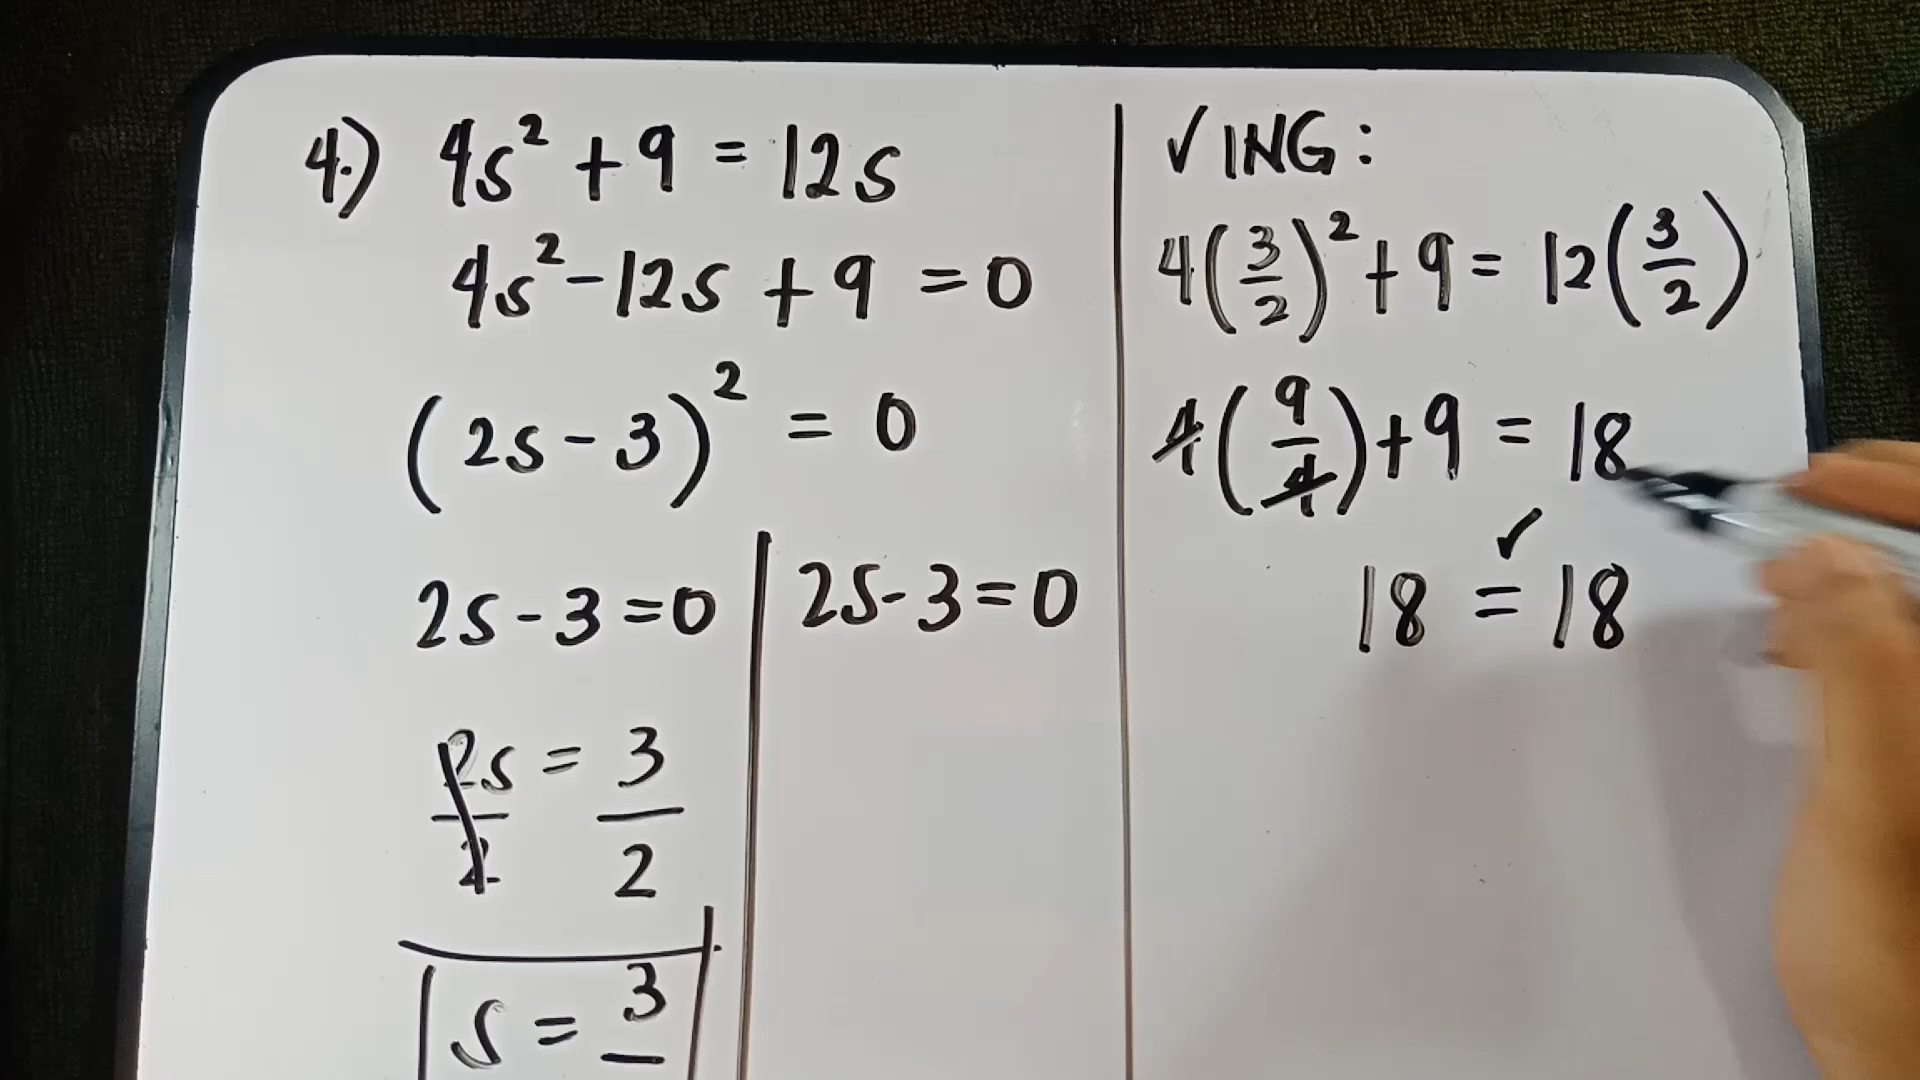 4.) 4s² + 9 = 12s
4s² - 12s + 9 = 0
(2s - 3)² = 0
2s - 3 = 0 | 2s - 3 = 0
2s/2 = 3/2
s = 3/
✓ING:
4(3/2)² + 9 = 12(3/2)
4(9/4) + 9 = 18
✓
18 = 18